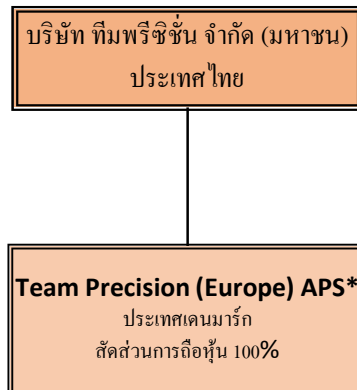 บริษัท ทีมพรีซิชั่น จำกัด (มหาชน)
ประเทศไทย
Team Precision (Europe) APS*
ประเทศเดนมาร์ก
สัดส่วนการถือหุ้น 100%